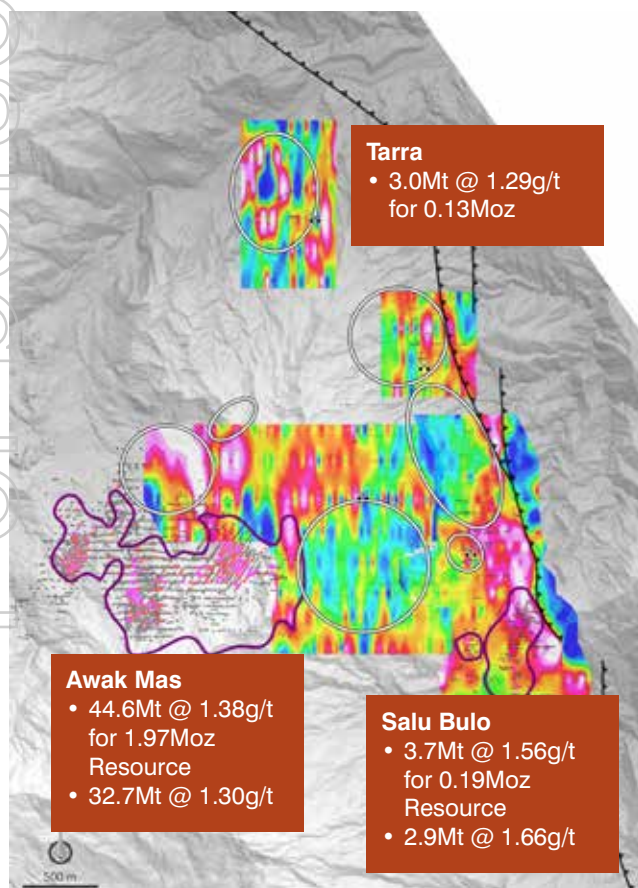 Tarra
• 3.0Mt @ 1.29g/t
for 0.13Moz
Awak Mas
• 44.6Mt @ 1.38g/t
for 1.97Moz
Resource
• 32.7Mt @ 1.30g/t
Salu Bulo
• 3.7Mt @ 1.56g/t
for 0.19Moz
Resource
• 2.9Mt @ 1.66g/t
500 m